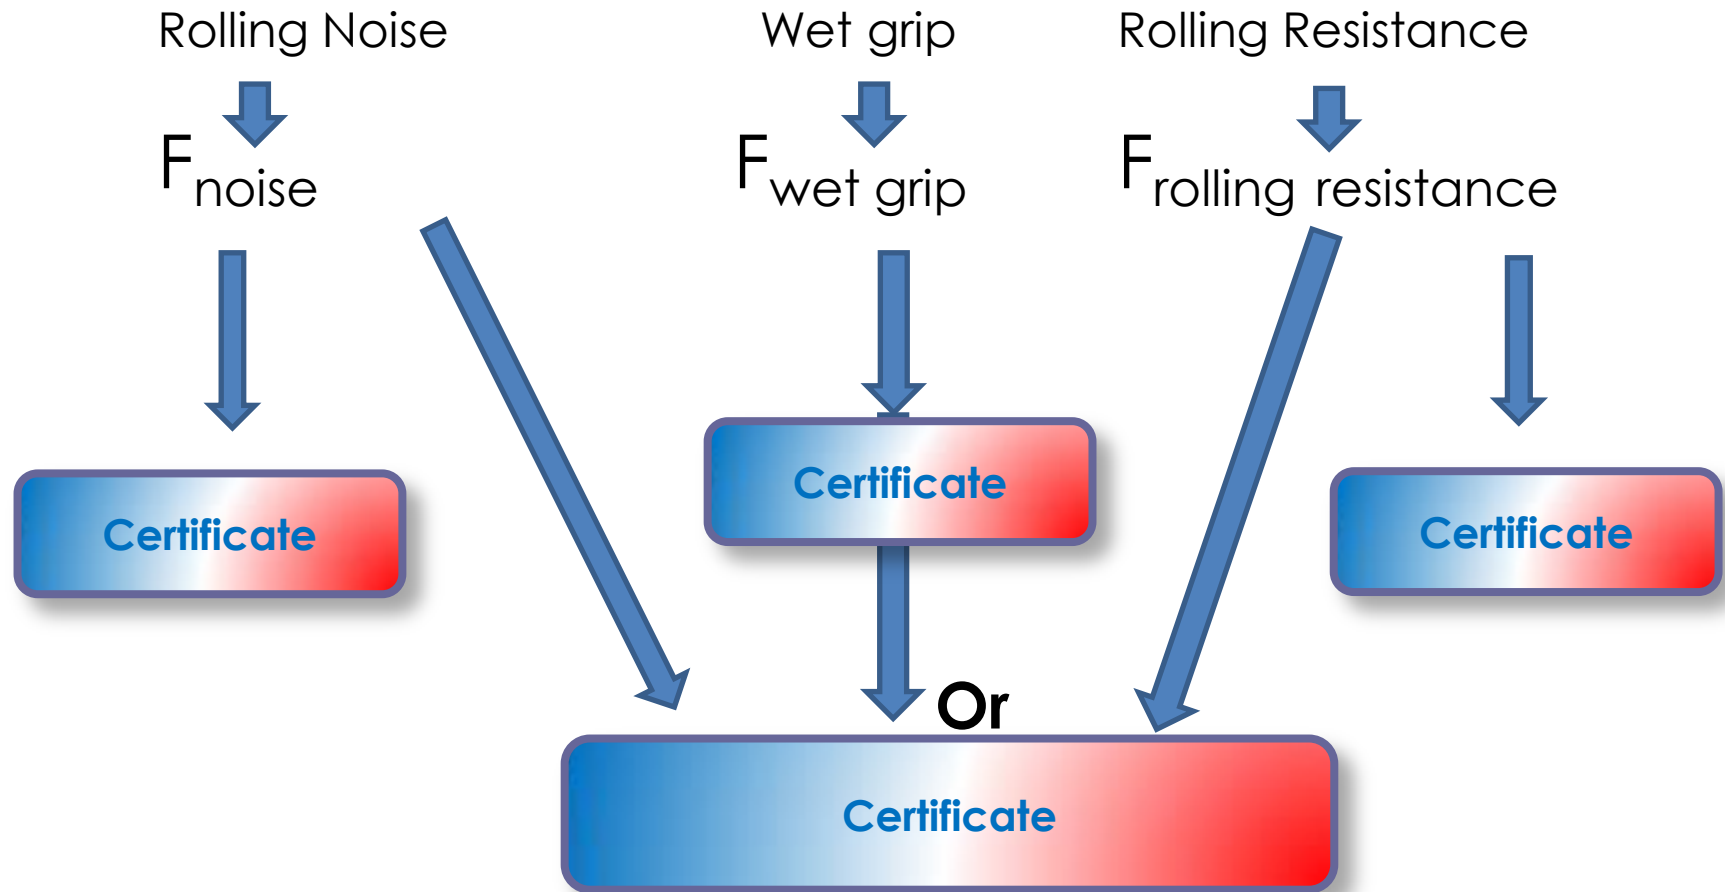 Rolling Noise
Wet grip
Rolling Resistance
Fnoise
Fwet grip
Frolling resistance
Certificate
Certificate
Certificate
Or
Certificate